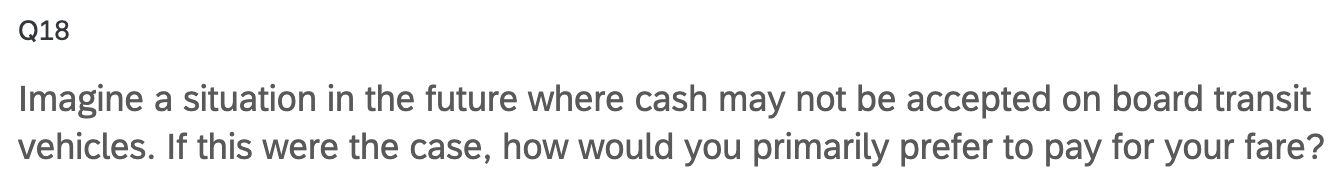 Q18
Imagine a situation in the future where cash may not be accepted on board transit
vehicles. If this were the case, how would you primarily prefer to pay for your fare?